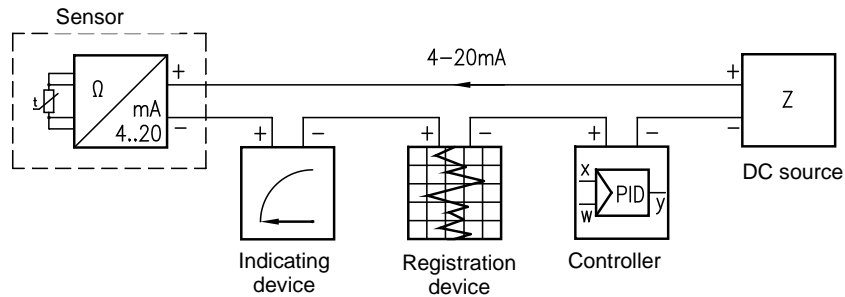 Sensor
4-20mA
+
+
Ω
t
mA
4..20
Z
−
−
+ −
+ −
+ −
x
PID
w
y
DC source
Indicating
device
Registration
device
Controller